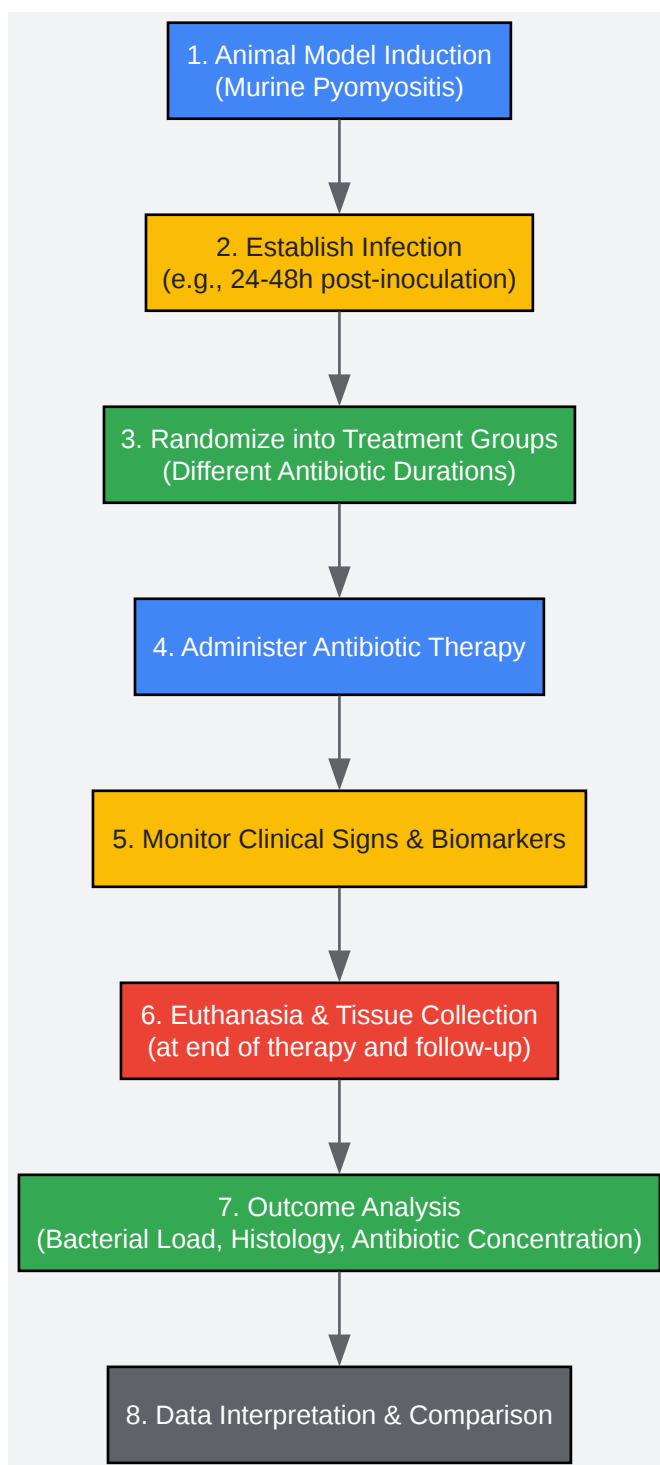 1. Animal Model Induction
(Murine Pyomyositis)
2. Establish Infection
(e.g., 24-48h post-inoculation)
3. Randomize into Treatment Groups
(Different Antibiotic Durations)
4. Administer Antibiotic Therapy
5. Monitor Clinical Signs & Biomarkers
6. Euthanasia & Tissue Collection
(at end of therapy and follow-up)
7. Outcome Analysis
(Bacterial Load, Histology, Antibiotic Concentration)
8. Data Interpretation & Comparison